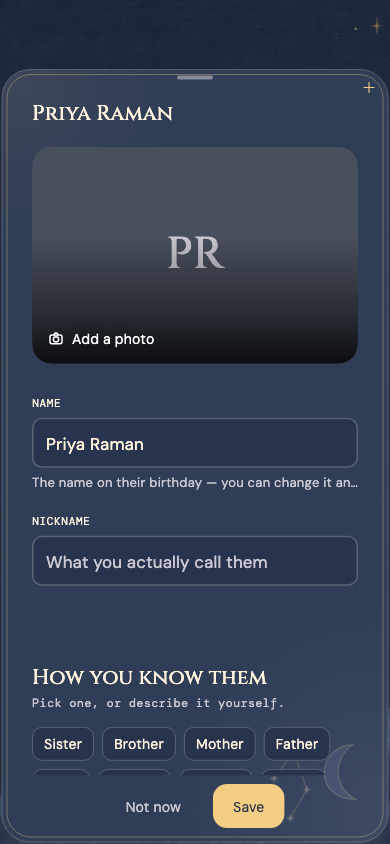 Priya Raman
PR
Add a photo
NAME
Priya Raman
The name on their birthday — you can change it an…
NICKNAME
What you actually call them
How you know them
Pick one, or describe it yourself.
Sister
Brother
Mother
Father
Not now
Save